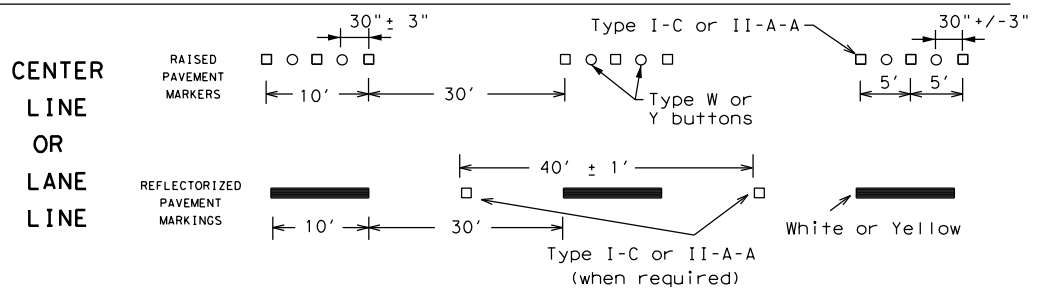 30"± 3"
Type I-C or II-A-A
30"+/-3"
CENTER
LINE
OR
LANE
LINE
RAISED
PAVEMENT
MARKERS
10'
30'
Type W or
Y buttons
5'
5'
REFLECTORIZED
PAVEMENT
MARKINGS
40' ± 1'
10'
30'
Type I-C or II-A-A
(when required)
White or Yellow